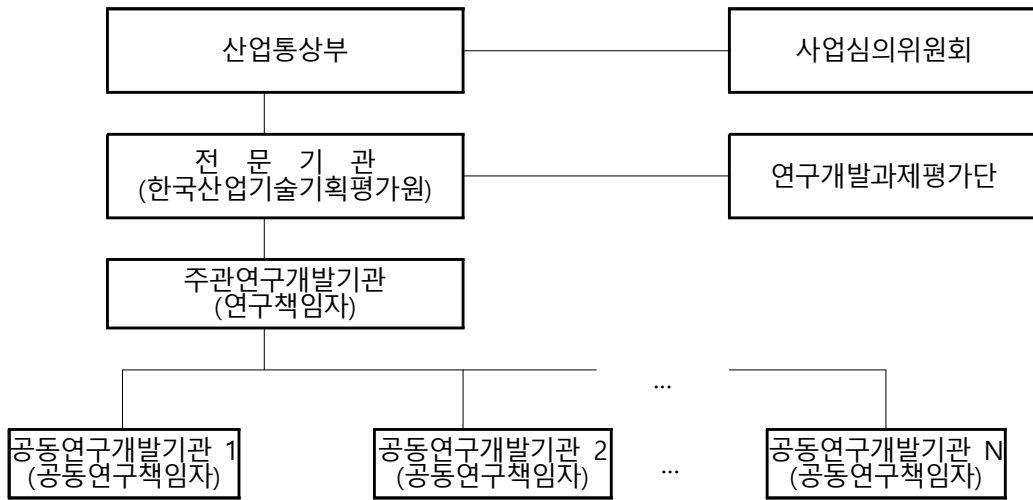 산업통상부
사업심의위원회
전 문 기 관
(한국산업기술기획평가원)
연구개발과제평가단
주관연구개발기관
(연구책임자)
...
공동연구개발기관 1
(공동연구책임자)
공동연구개발기관 2
(공동연구책임자)
...
공동연구개발기관 N
(공동연구책임자)